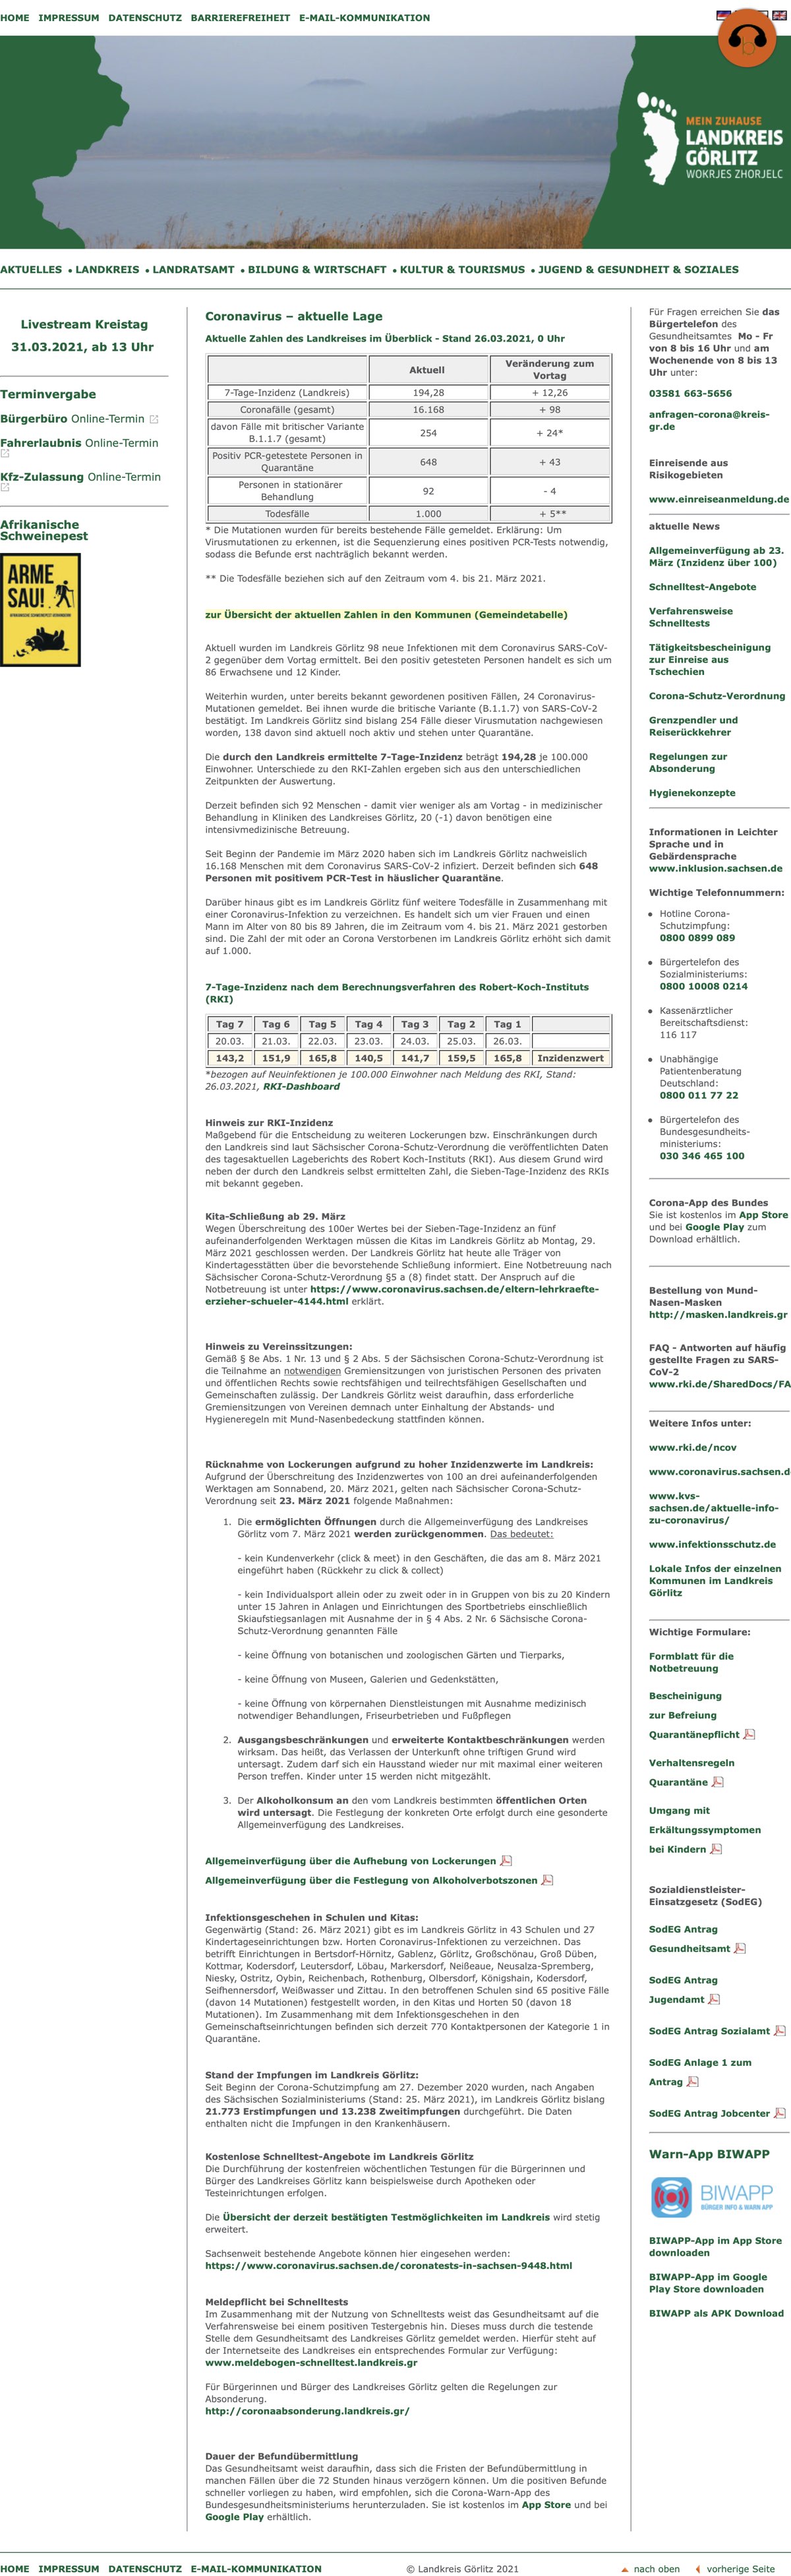 HOME IMPRESSUM DATENSCHUTZ BARRIEREFREIHEIT E-MAIL-KOMMUNIKATION
MEIN ZUHAUSE
LANDKREIS
GÖRLITZ
WOKRJES ZHORJELC
AKTUELLES • LANDKREIS • LANDRATSAMT • BILDUNG & WIRTSCHAFT • KULTUR & TOURISMUS • JUGEND & GESUNDHEIT & SOZIALES
Livestream Kreistag
31.03.2021, ab 13 Uhr
Terminvergabe
Bürgerbüro Online-Termin
Fahrerlaubnis Online-Termin
Kfz-Zulassung Online-Termin
Afrikanische
Schweinepest
ARME
SAU!
Coronavirus – aktuelle Lage
Aktuelle Zahlen des Landkreises im Überblick - Stand 26.03.2021, 0 Uhr
Aktuell Veränderung zum
Vortag
7-Tage-Inzidenz (Landkreis) 194,28 + 12,26
Coronafälle (gesamt) 16.168 + 98
davon Fälle mit britischer Variante
B.1.1.7 (gesamt) 254 + 24*
Positiv PCR-getestete Personen in
Quarantäne 648 + 43
Personen in stationärer
Behandlung 92 - 4
Todesfälle 1.000 + 5**
* Die Mutationen wurden für bereits bestehende Fälle gemeldet. Erklärung: Um
Virusmutationen zu erkennen, ist die Sequenzierung eines positiven PCR-Tests notwendig,
sodass die Befunde erst nachträglich bekannt werden.
** Die Todesfälle beziehen sich auf den Zeitraum vom 4. bis 21. März 2021.
zur Übersicht der aktuellen Zahlen in den Kommunen (Gemeindetabelle)
Aktuell wurden im Landkreis Görlitz 98 neue Infektionen mit dem Coronavirus SARS-CoV-
2 gegenüber dem Vortag ermittelt. Bei den positiv getesteten Personen handelt es sich um
86 Erwachsene und 12 Kinder.
Weiterhin wurden, unter bereits bekannt gewordenen positiven Fällen, 24 Coronavirus-
Mutationen gemeldet. Bei ihnen wurde die britische Variante (B.1.1.7) von SARS-CoV-2
bestätigt. Im Landkreis Görlitz sind bislang 254 Fälle dieser Virusmutation nachgewiesen
worden, 138 davon sind aktuell noch aktiv und stehen unter Quarantäne.
Die durch den Landkreis ermittelte 7-Tage-Inzidenz beträgt 194,28 je 100.000
Einwohner. Unterschiede zu den RKI-Zahlen ergeben sich aus den unterschiedlichen
Zeitpunkten der Auswertung.
Derzeit befinden sich 92 Menschen - damit vier weniger als am Vortag - in medizinischer
Behandlung in Kliniken des Landkreises Görlitz, 20 (-1) davon benötigen eine
intensivmedizinische Betreuung.
Seit Beginn der Pandemie im März 2020 haben sich im Landkreis Görlitz nachweislich
16.168 Menschen mit dem Coronavirus SARS-CoV-2 infiziert. Derzeit befinden sich 648
Personen mit positivem PCR-Test in häuslicher Quarantäne.
Darüber hinaus gibt es im Landkreis Görlitz fünf weitere Todesfälle in Zusammenhang mit
einer Coronavirus-Infektion zu verzeichnen. Es handelt sich um vier Frauen und einen
Mann im Alter von 80 bis 89 Jahren, die im Zeitraum vom 4. bis 21. März 2021 gestorben
sind. Die Zahl der mit oder an Corona Verstorbenen im Landkreis Görlitz erhöht sich damit
auf 1.000.
7-Tage-Inzidenz nach dem Berechnungsverfahren des Robert-Koch-Instituts
(RKI)
Tag 7 Tag 6 Tag 5 Tag 4 Tag 3 Tag 2 Tag 1
20.03. 21.03. 22.03. 23.03. 24.03. 25.03. 26.03.
143,2 151,9 165,8 140,5 141,7 159,5 165,8 Inzidenzwert
*bezogen auf Neuinfektionen je 100.000 Einwohner nach Meldung des RKI, Stand:
26.03.2021, RKI-Dashboard
Hinweis zur RKI-Inzidenz
Maßgebend für die Entscheidung zu weiteren Lockerungen bzw. Einschränkungen durch
den Landkreis sind laut Sächsischer Corona-Schutz-Verordnung die veröffentlichten Daten
des tagesaktuellen Lageberichts des Robert Koch-Instituts (RKI). Aus diesem Grund wird
neben der durch den Landkreis selbst ermittelten Zahl, die Sieben-Tage-Inzidenz des RKIs
mit bekannt gegeben.
Kita-Schließung ab 29. März
Wegen Überschreitung des 100er Wertes bei der Sieben-Tage-Inzidenz an fünf
aufeinanderfolgenden Werktagen müssen die Kitas im Landkreis Görlitz ab Montag, 29.
März 2021 geschlossen werden. Der Landkreis Görlitz hat heute alle Träger von
Kindertagesstätten über die bevorstehende Schließung informiert. Eine Notbetreuung nach
Sächsischer Corona-Schutz-Verordnung §5 a (8) findet statt. Der Anspruch auf die
Notbetreuung ist unter https://www.coronavirus.sachsen.de/eltern-lehrkraefte-
erzieher-schueler-4144.html erklärt.
Hinweis zu Vereinssitzungen:
Gemäß § 8e Abs. 1 Nr. 13 und § 2 Abs. 5 der Sächsischen Corona-Schutz-Verordnung ist
die Teilnahme an notwendigen Gremiensitzungen von juristischen Personen des privaten
und öffentlichen Rechts sowie rechtsfähigen und teilrechtsfähigen Gesellschaften und
Gemeinschaften zulässig. Der Landkreis Görlitz weist daraufhin, dass erforderliche
Gremiensitzungen von Vereinen demnach unter Einhaltung der Abstands- und
Hygieneregeln mit Mund-Nasenbedeckung stattfinden können.
Rücknahme von Lockerungen aufgrund zu hoher Inzidenzwerte im Landkreis:
Aufgrund der Überschreitung des Inzidenzwertes von 100 an drei aufeinanderfolgenden
Werktagen am Sonnabend, 20. März 2021, gelten nach Sächsischer Corona-Schutz-
Verordnung seit 23. März 2021 folgende Maßnahmen:
1. Die ermöglichten Öffnungen durch die Allgemeinverfügung des Landkreises
Görlitz vom 7. März 2021 werden zurückgenommen. Das bedeutet:
- kein Kundenverkehr (click & meet) in den Geschäften, die das am 8. März 2021
eingeführt haben (Rückkehr zu click & collect)
- kein Individualsport allein oder zu zweit oder in in Gruppen von bis zu 20 Kindern
unter 15 Jahren in Anlagen und Einrichtungen des Sportbetriebs einschließlich
Skiaufstiegsanlagen mit Ausnahme der in § 4 Abs. 2 Nr. 6 Sächsische Corona-
Schutz-Verordnung genannten Fälle
- keine Öffnung von botanischen und zoologischen Gärten und Tierparks,
- keine Öffnung von Museen, Galerien und Gedenkstätten,
- keine Öffnung von körpernahen Dienstleistungen mit Ausnahme medizinisch
notwendiger Behandlungen, Friseurbetrieben und Fußpflegen
2. Ausgangsbeschränkungen und erweiterte Kontaktbeschränkungen werden
wirksam. Das heißt, das Verlassen der Unterkunft ohne triftigen Grund wird
untersagt. Zudem darf sich ein Hausstand wieder nur mit maximal einer weiteren
Person treffen. Kinder unter 15 werden nicht mitgezählt.
3. Der Alkoholkonsum an den vom Landkreis bestimmten öffentlichen Orten
wird untersagt. Die Festlegung der konkreten Orte erfolgt durch eine gesonderte
Allgemeinverfügung des Landkreises.
Allgemeinverfügung über die Aufhebung von Lockerungen
Allgemeinverfügung über die Festlegung von Alkoholverbotszonen
Infektionsgeschehen in Schulen und Kitas:
Gegenwärtig (Stand: 26. März 2021) gibt es im Landkreis Görlitz in 43 Schulen und 27
Kindertageseinrichtungen bzw. Horten Coronavirus-Infektionen zu verzeichnen. Das
betrifft Einrichtungen in Bertsdorf-Hörnitz, Gablenz, Görlitz, Großschönau, Groß Düben,
Kottmar, Kodersdorf, Leutersdorf, Löbau, Markersdorf, Neißeaue, Neusalza-Spremberg,
Niesky, Ostritz, Oybin, Reichenbach, Rothenburg, Olbersdorf, Königshain, Kodersdorf,
Seifhennersdorf, Weißwasser und Zittau. In den betroffenen Schulen sind 65 positive Fälle
(davon 14 Mutationen) festgestellt worden, in den Kitas und Horten 50 (davon 18
Mutationen). Im Zusammenhang mit dem Infektionsgeschehen in den
Gemeinschaftseinrichtungen befinden sich derzeit 770 Kontaktpersonen der Kategorie 1 in
Quarantäne.
Stand der Impfungen im Landkreis Görlitz:
Seit Beginn der Corona-Schutzimpfung am 27. Dezember 2020 wurden, nach Angaben
des Sächsischen Sozialministeriums (Stand: 25. März 2021), im Landkreis Görlitz bislang
21.773 Erstimpfungen und 13.238 Zweitimpfungen durchgeführt. Die Daten
enthalten nicht die Impfungen in den Krankenhäusern.
Kostenlose Schnelltest-Angebote im Landkreis Görlitz
Die Durchführung der kostenfreien wöchentlichen Testungen für die Bürgerinnen und
Bürger des Landkreises Görlitz kann beispielsweise durch Apotheken oder
Testeinrichtungen erfolgen.
Die Übersicht der derzeit bestätigten Testmöglichkeiten im Landkreis wird stetig
erweitert.
Sachsenweit bestehende Angebote können hier eingesehen werden:
https://www.coronavirus.sachsen.de/coronatests-in-sachsen-9448.html
Meldepflicht bei Schnelltests
Im Zusammenhang mit der Nutzung von Schnelltests weist das Gesundheitsamt auf die
Verfahrensweise bei einem positiven Testergebnis hin. Dieses muss durch die testende
Stelle dem Gesundheitsamt des Landkreises Görlitz gemeldet werden. Hierfür steht auf
der Internetseite des Landkreises ein entsprechendes Formular zur Verfügung:
www.meldebogen-schnelltest.landkreis.gr
Für Bürgerinnen und Bürger des Landkreises Görlitz gelten die Regelungen zur
Absonderung.
http://coronaabsonderung.landkreis.gr/
Dauer der Befundübermittlung
Das Gesundheitsamt weist daraufhin, dass sich die Fristen der Befundübermittlung in
manchen Fällen über die 72 Stunden hinaus verzögern können. Um die positiven Befunde
schneller vorliegen zu haben, wird empfohlen, sich die Corona-Warn-App des
Bundesgesundheitsministeriums herunterzuladen. Sie ist kostenlos im App Store und bei
Google Play erhältlich.
Für Fragen erreichen Sie das
Bürgertelefon des
Gesundheitsamtes Mo - Fr
von 8 bis 16 Uhr und am
Wochenende von 8 bis 13
Uhr unter:
03581 663-5656
anfragen-corona@kreis-
gr.de
Einreisende aus
Risikogebieten
www.einreiseanmeldung.de
aktuelle News
Allgemeinverfügung ab 23.
März (Inzidenz über 100)
Schnelltest-Angebote
Verfahrensweise
Schnelltests
Tätigkeitsbescheinigung
zur Einreise aus
Tschechien
Corona-Schutz-Verordnung
Grenzpendler und
Reiserückkehrer
Regelungen zur
Absonderung
Hygienekonzepte
Informationen in Leichter
Sprache und in
Gebärdensprache
www.inklusion.sachsen.de
Wichtige Telefonnummern:
• Hotline Corona-
Schutzimpfung:
0800 0899 089
• Bürgertelefon des
Sozialministeriums:
0800 10008 0214
• Kassenärztlicher
Bereitschaftsdienst:
116 117
• Unabhängige
Patientenberatung
Deutschland:
0800 011 77 22
• Bürgertelefon des
Bundesgesundheits-
ministeriums:
030 346 465 100
Corona-App des Bundes
Sie ist kostenlos im App Store
und bei Google Play zum
Download erhältlich.
Bestellung von Mund-
Nasen-Masken
http://masken.landkreis.gr
FAQ - Antworten auf häufig
gestellte Fragen zu SARS-
CoV-2
www.rki.de/SharedDocs/FA
Weitere Infos unter:
www.rki.de/ncov
www.coronavirus.sachsen.d
www.kvs-
sachsen.de/aktuelle-info-
zu-coronavirus/
www.infektionsschutz.de
Lokale Infos der einzelnen
Kommunen im Landkreis
Görlitz
Wichtige Formulare:
Formblatt für die
Notbetreuung
Bescheinigung
zur Befreiung
Quarantänepflicht
Verhaltensregeln
Quarantäne
Umgang mit
Erkältungssymptomen
bei Kindern
Sozialdienstleister-
Einsatzgesetz (SodEG)
SodEG Antrag
Gesundheitsamt
SodEG Antrag
Jugendamt
SodEG Antrag Sozialamt
SodEG Anlage 1 zum
Antrag
SodEG Antrag Jobcenter
Warn-App BIWAPP
BIWAPP
BÜRGER INFO & WARN APP
BIWAPP-App im App Store
downloaden
BIWAPP-App im Google
Play Store downloaden
BIWAPP als APK Download
HOME IMPRESSUM DATENSCHUTZ E-MAIL-KOMMUNIKATION © Landkreis Görlitz 2021 nach oben vorherige Seite